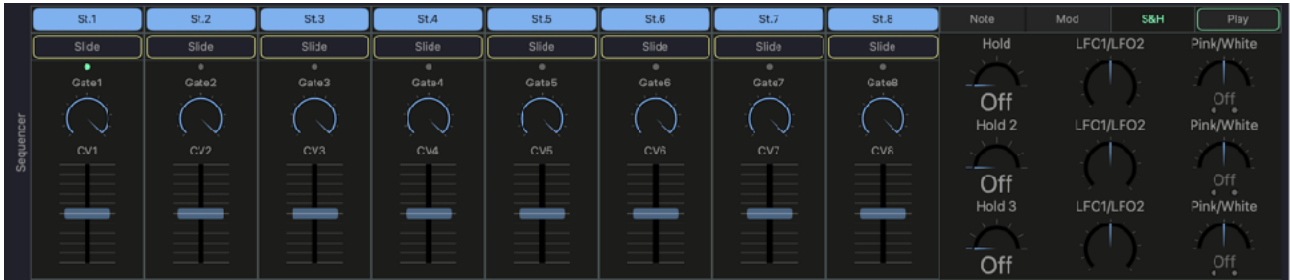 St.1 St.2 St.3 St.4 St.5 St.6 St.7 St.8 Note Mod S&H Play
Slide Slide Slide Slide Slide Slide Slide Slide
Hold LFO1/LFO2 Pink/White
Gate1 Gate2 Gate3 Gate4 Gate5 Gate6 Gate7 Gate8
Off Off
Sequencer
Hold 2 LFO1/LFO2 Pink/White
CV1 CV2 CV3 CV4 CV5 CV6 CV7 CV8
Off Off
Hold 3 LFO1/LFO2 Pink/White
Off Off